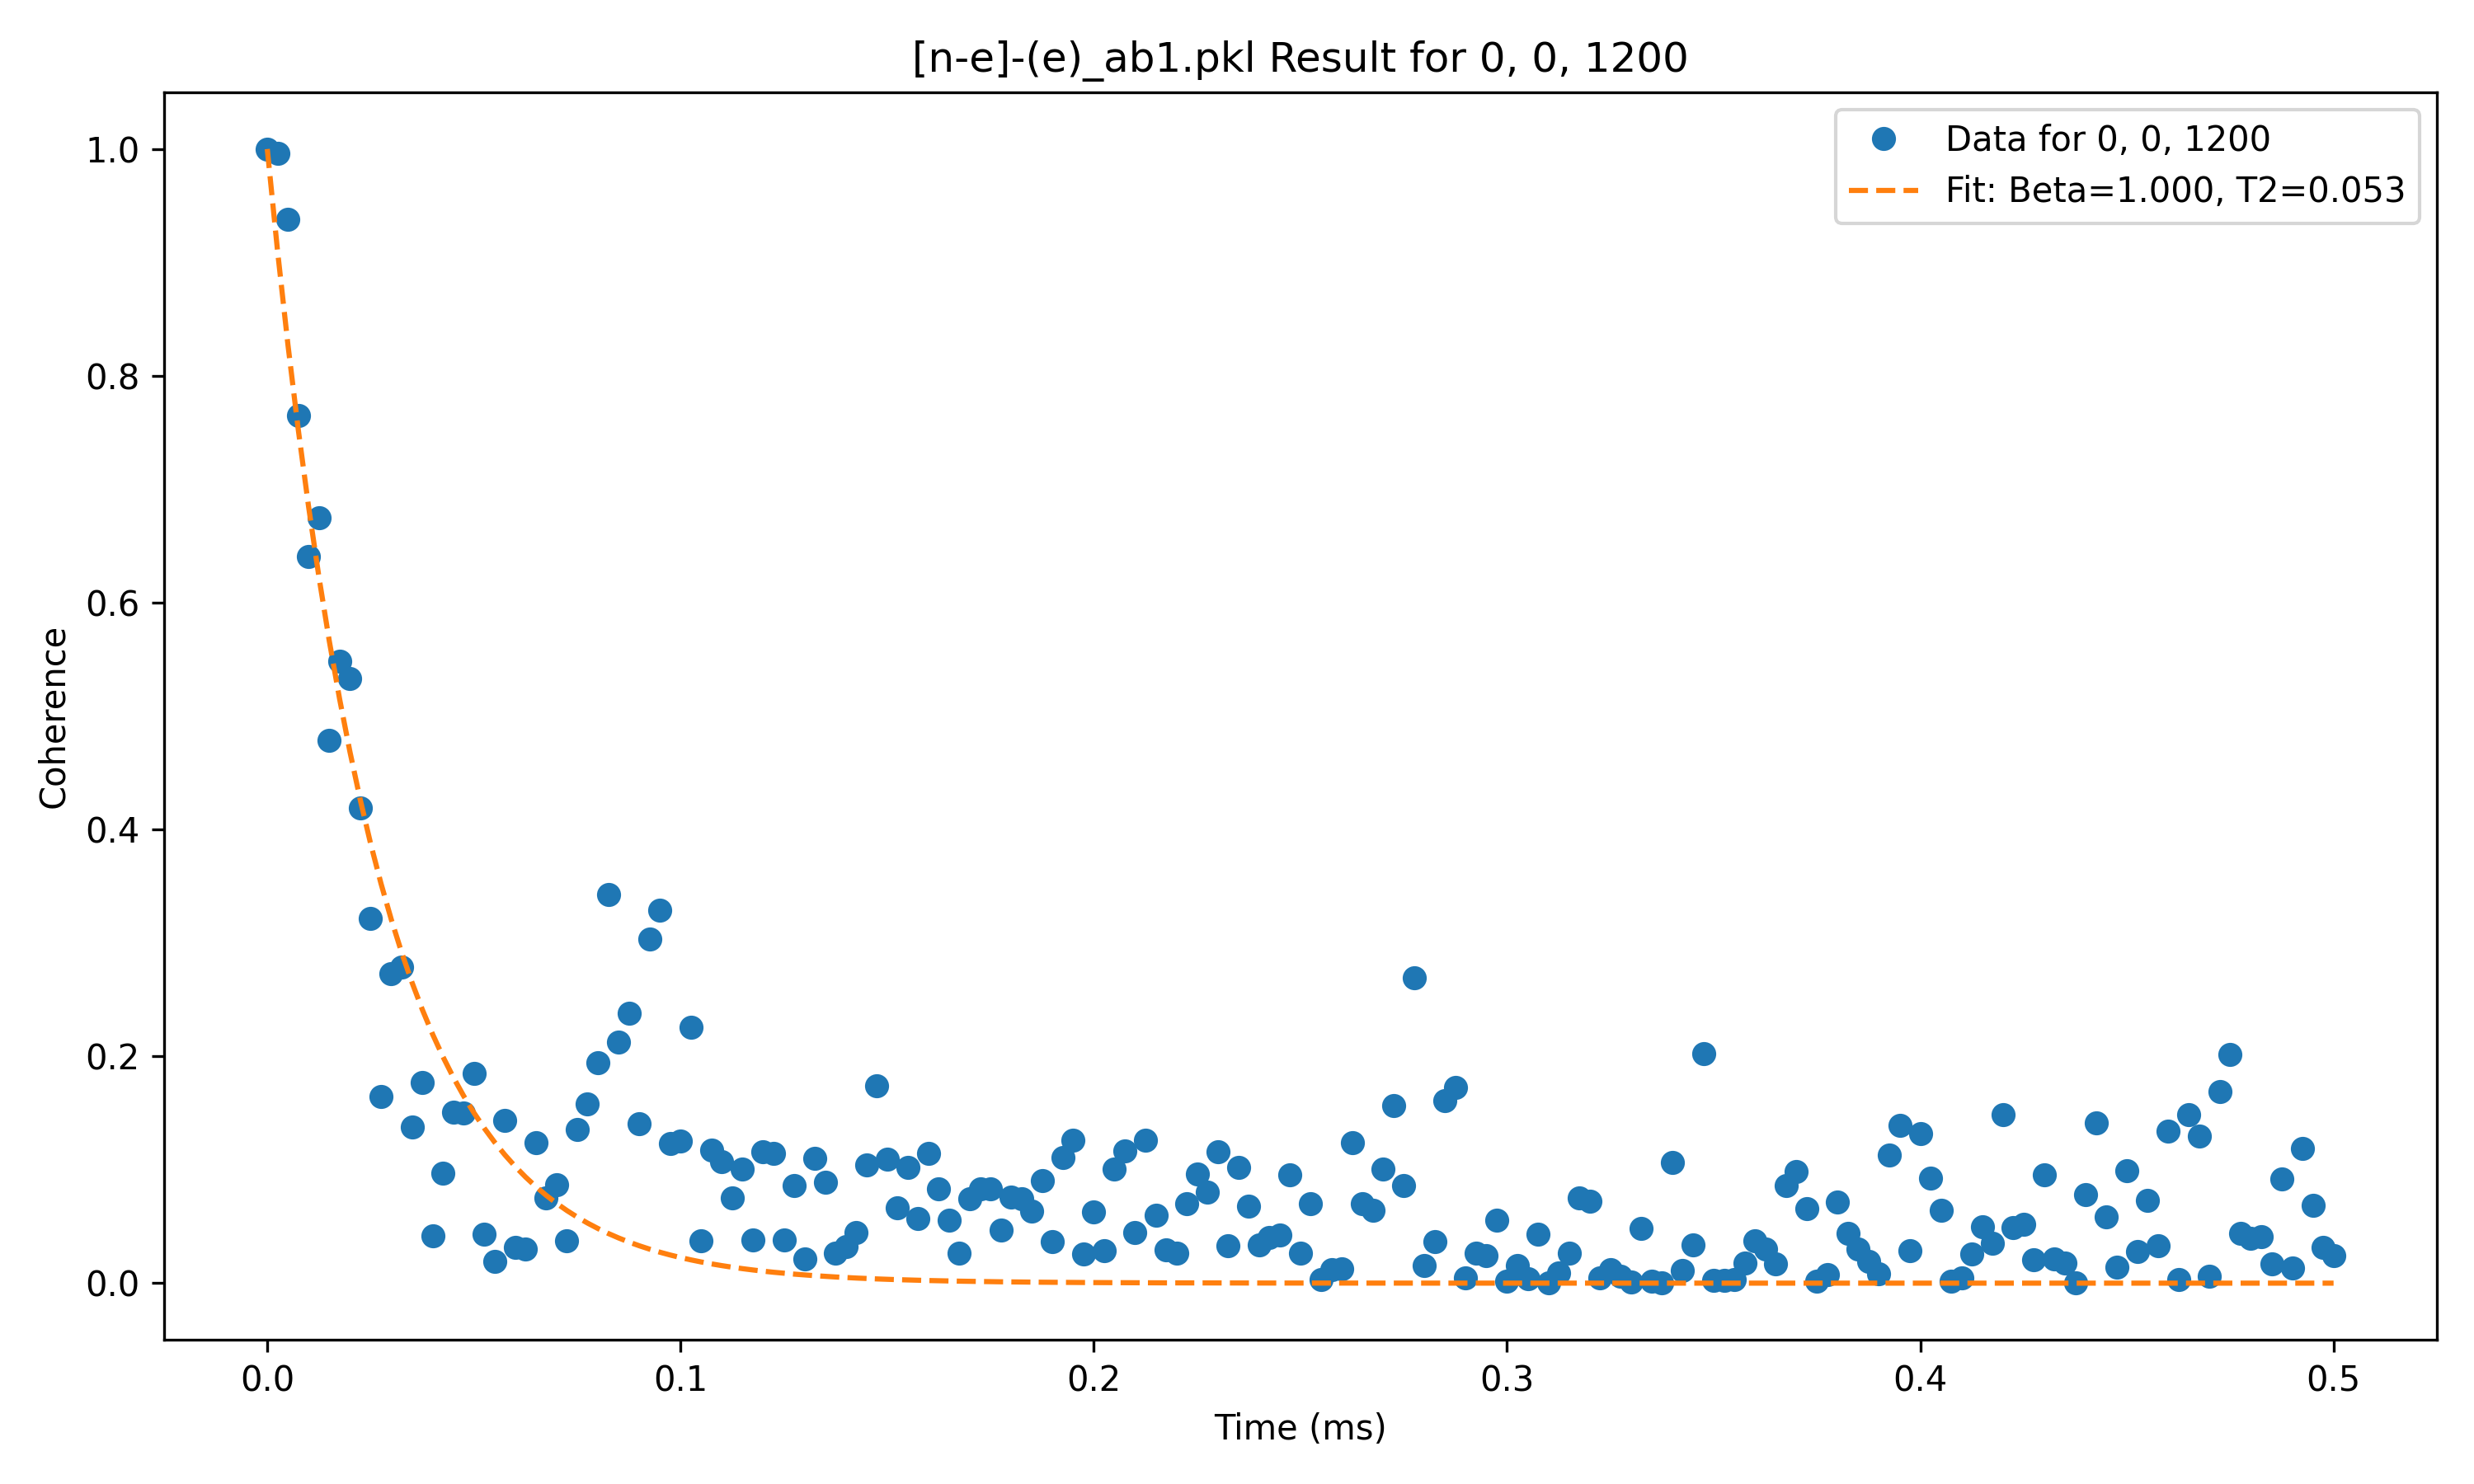 [n-e]-(e)_ab1.pkl Result for 0, 0, 1200
Data for 0, 0, 1200
Fit: Beta=1.000, T2=0.053
Coherence
1.0
0.8
0.6
0.4
0.2
0.0
0.0 0.1 0.2 0.3 0.4 0.5
Time (ms)